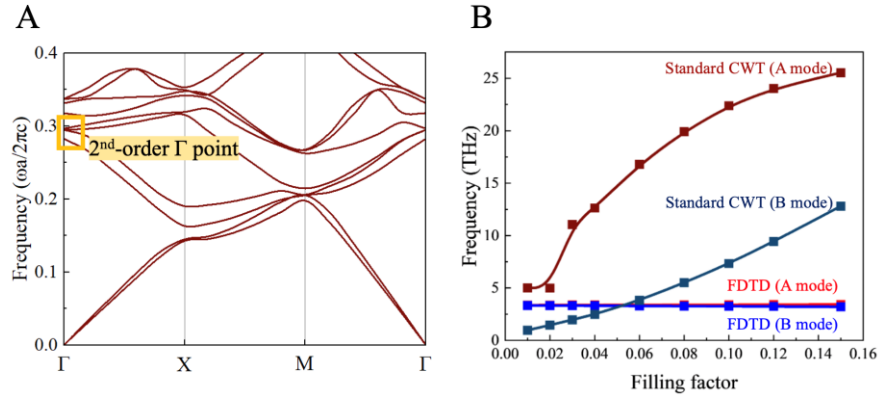 A
Frequency (ωa/2πc)
0.4
0.3
0.2
0.1
0.0
2nd-order Γ point
Γ
X
M
Γ
B
Frequency (THz)
25
20
15
10
5
0
Standard CWT (A mode)
Standard CWT (B mode)
FDTD (A mode)
FDTD (B mode)
0.00
0.02
0.04
0.06
0.08
0.10
0.12
0.14
0.16
Filling factor